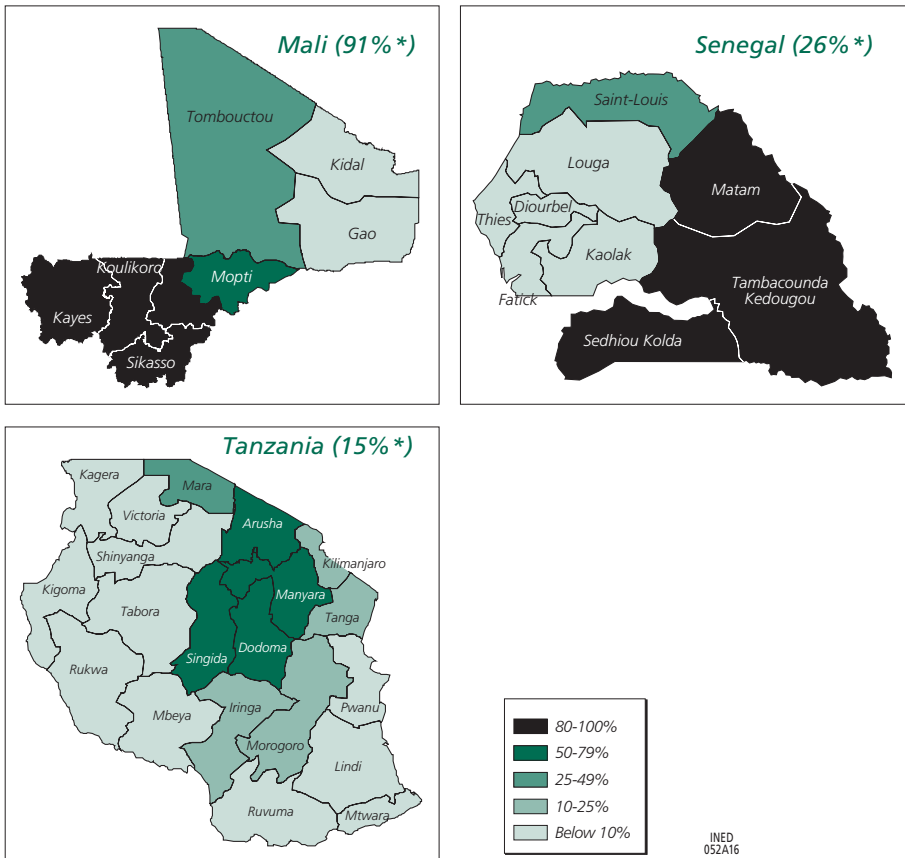 Mali (91%*)
Tombouctou
Kidal
Gao
Mopti
Koulikoro
Kayes
Sikasso
Senegal (26%*)
Saint-Louis
Louga
Matam
Diourbel
Thies
Kaolak
Fatick
Tambacounda
Kedougou
Sedhiou Kolda
Tanzania (15%*)
Kagera
Mara
Victoria
Arusha
Shinyanga
Kilimanjaro
Kigoma
Manyara
Tabora
Tanga
Dodoma
Singida
Rukwa
Iringa
Pwanu
Mbeya
Morogoro
Lindi
Ruvuma
Mtwara
80-100%
50-79%
25-49%
10-25%
Below 10%
INED
052A16